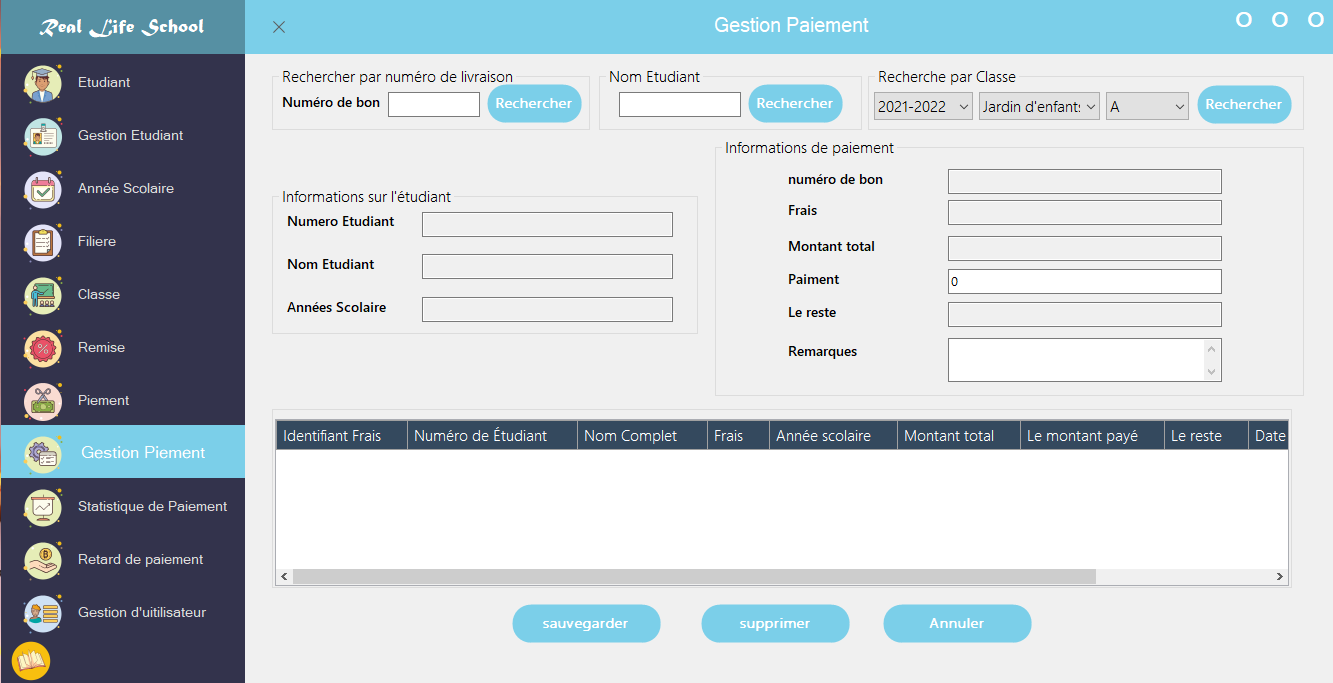 Real Life School
Gestion Paiement
O O O
Etudiant
Gestion Etudiant
Année Scolaire
Filiere
Classe
Remise
Piement
Gestion Piement
Statistique de Paiement
Retard de paiement
Gestion d'uitilisateur
Rechercher par numéro de livraison
Numéro de bon
Rechercher
Nom Etudiant
Rechercher
Recherche par Classe
2021-2022
Jardin d'enfants
A
Rechercher
Informations sur l'étudiant
Numero Etudiant
Nom Etudiant
Années Scolaire
Informations de paiement
numéro de bon
Frais
Montant total
Paiment
0
Le reste
Remarques
Identifiant Frais Numéro de Étudiant Nom Complet Frais Année scolaire Montant total Le montant payé Le reste Date
sauvegarder supprimer Annuler